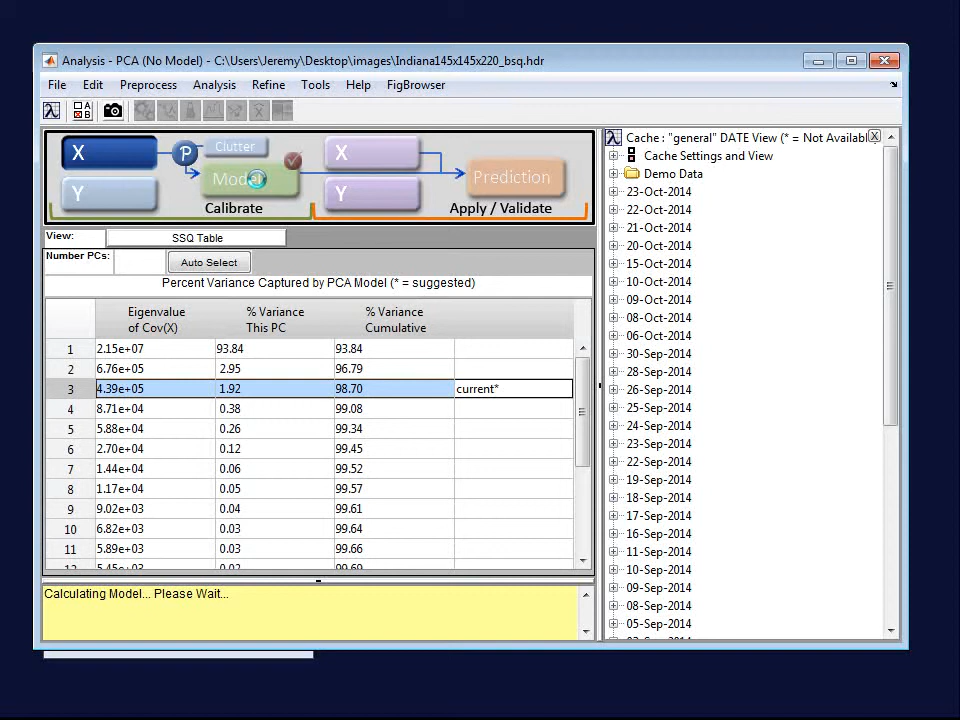 Analysis - PCA (No Model) - C:\Users\Jeremy\Desktop\images\Indiana145x145x220_bsq.hdr
File Edit Preprocess Analysis Refine Tools Help FigBrowser
X P Clutter X
Model Prediction
Y Y
Calibrate Apply / Validate
View: SSQ Table
Number PCs: Auto Select
Percent Variance Captured by PCA Model (* = suggested)
Eigenvalue % Variance % Variance
of Cov(X) This PC Cumulative
1 2.15e+07 93.84 93.84
2 6.76e+05 2.95 96.79
3 4.39e+05 1.92 98.70 current*
4 8.71e+04 0.38 99.08
5 5.88e+04 0.26 99.34
6 2.70e+04 0.12 99.45
7 1.44e+04 0.06 99.52
8 1.17e+04 0.05 99.57
9 9.02e+03 0.04 99.61
10 6.82e+03 0.03 99.64
11 5.89e+03 0.03 99.66
12 5.45e+03 0.02 99.69
Calculating Model... Please Wait...
Cache : "general" DATE View (* = Not Availabl X
Cache Settings and View
Demo Data
23-Oct-2014
22-Oct-2014
21-Oct-2014
20-Oct-2014
15-Oct-2014
10-Oct-2014
09-Oct-2014
08-Oct-2014
06-Oct-2014
30-Sep-2014
28-Sep-2014
26-Sep-2014
25-Sep-2014
24-Sep-2014
23-Sep-2014
22-Sep-2014
19-Sep-2014
18-Sep-2014
17-Sep-2014
16-Sep-2014
11-Sep-2014
10-Sep-2014
09-Sep-2014
08-Sep-2014
05-Sep-2014